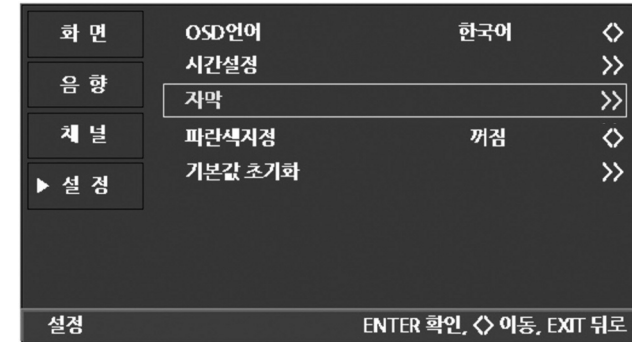 화면
음향
채널
▶ 설정
OSD언어 한국어 <>
시간설정 >>
자막 >>
파란색지정 꺼짐 <>
기본값 초기화 >>
설정 ENTER 확인, <> 이동, EXIT 뒤로